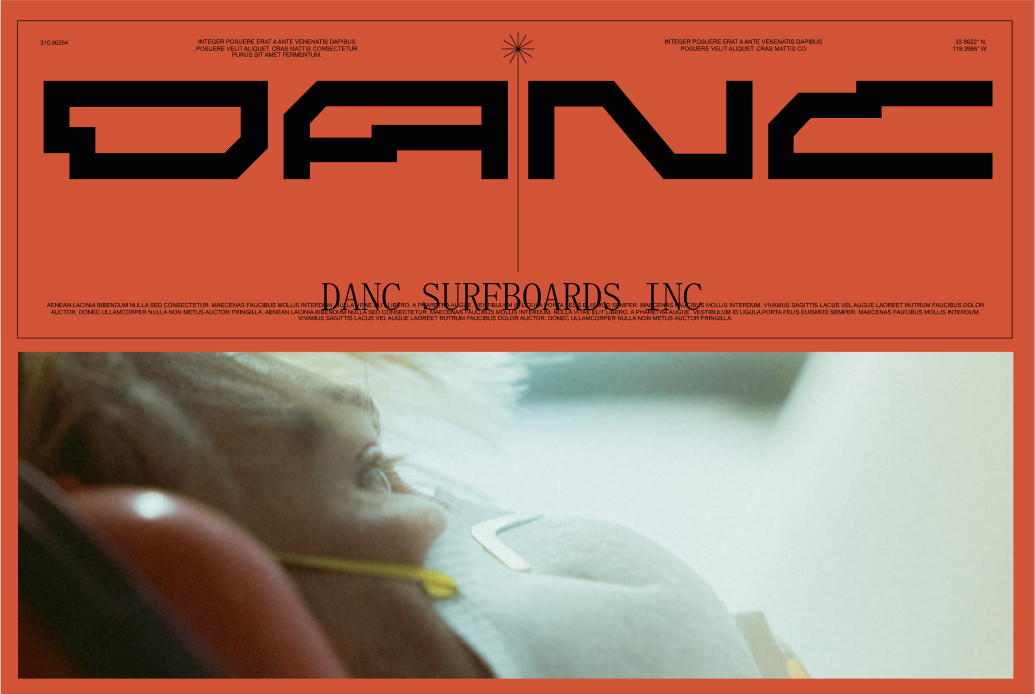 310.90254
INTEGER POSUERE ERAT A ANTE VENENATIS DAPIBUS
POSUERE VELIT ALIQUET. CRAS MATTIS CONSECTETUR
PURUS SIT AMET FERMENTUM.
INTEGER POSUERE ERAT A ANTE VENENATIS DAPIBUS
POSUERE VELIT ALIQUET. CRAS MATTIS CO
33.8622° N,
118.3995° W
DANC
DANC SURFBOARDS INC
AENEAN LACINIA BIBENDUM NULLA SED CONSECTETUR. MAECENAS FAUCIBUS MOLLIS INTERDUM. NULLA VITAE ELIT LIBERO, A PHARETRA AUGUE. VESTIBULUM ID LIGULA PORTA FELIS EUISMOD SEMPER. MAECENAS FAUCIBUS MOLLIS INTERDUM. VIVAMUS SAGITTIS LACUS VEL AUGUE LAOREET RUTRUM FAUCIBUS DOLOR
AUCTOR. DONEC ULLAMCORPER NULLA NON METUS AUCTOR FRINGILLA. AENEAN LACINIA BIBENDUM NULLA SED CONSECTETUR. MAECENAS FAUCIBUS MOLLIS INTERDUM. NULLA VITAE ELIT LIBERO, A PHARETRA AUGUE. VESTIBULUM ID LIGULA PORTA FELIS EUISMOD SEMPER. MAECENAS FAUCIBUS MOLLIS INTERDUM.
VIVAMUS SAGITTIS LACUS VEL AUGUE LAOREET RUTRUM FAUCIBUS DOLOR AUCTOR. DONEC ULLAMCORPER NULLA NON METUS AUCTOR FRINGILLA.